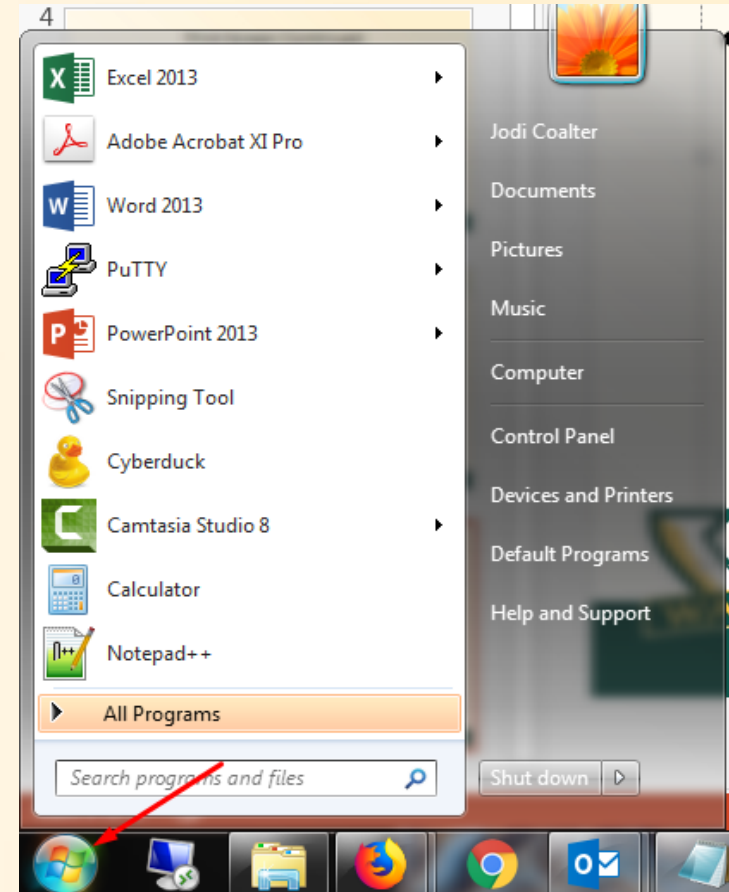 4
Excel 2013
Adobe Acrobat XI Pro
Word 2013
PuTTY
PowerPoint 2013
Snipping Tool
Cyberduck
Camtasia Studio 8
Calculator
Notepad++
All Programs
Search programs and files
Jodi Coalter
Documents
Pictures
Music
Computer
Control Panel
Devices and Printers
Default Programs
Help and Support
Shut down